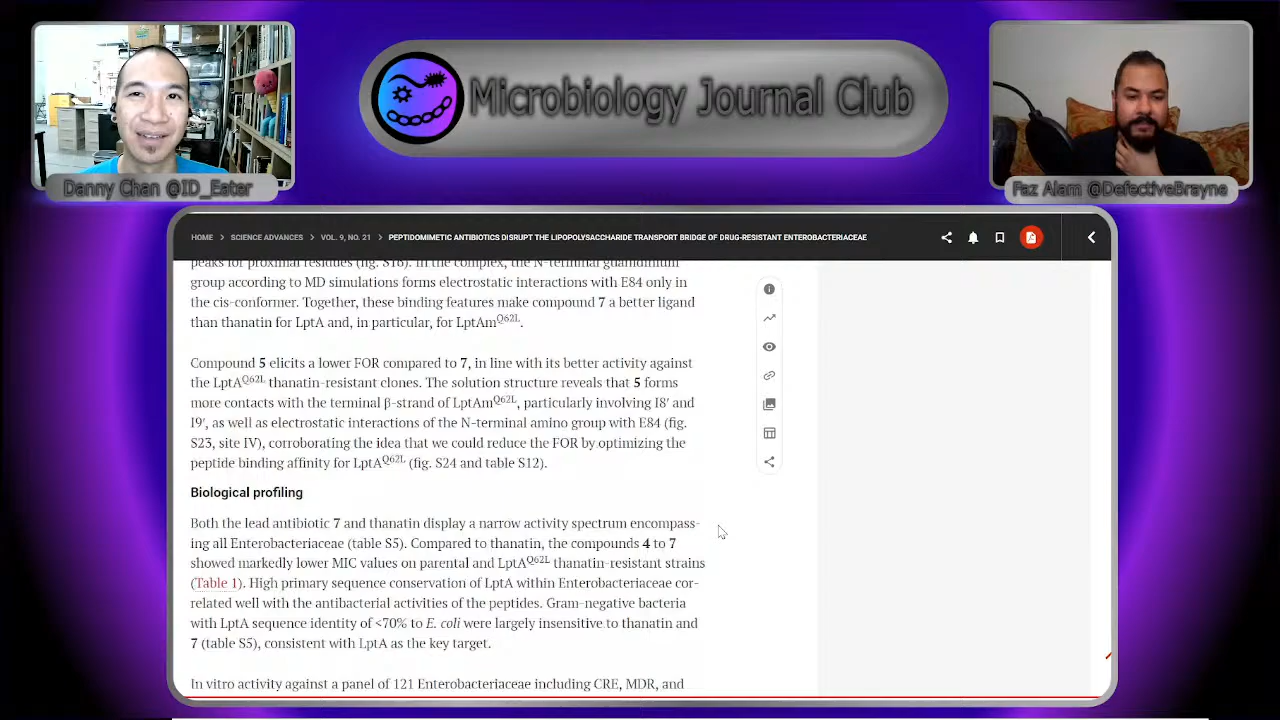 Microbiology Journal Club
Danny Chan @ID_Eater
Faz Alam @DefectiveBrayne
HOME > SCIENCE ADVANCES > VOL. 9, NO. 21 > PEPTIDOMIMETIC ANTIBIOTICS DISRUPT THE LIPOPOLYSACCHARIDE TRANSPORT BRIDGE OF DRUG-RESISTANT ENTEROBACTERIACEAE
peaks for proximal residues (fig. S16). In the complex, the N-terminal guanidinium
group according to MD simulations forms electrostatic interactions with E84 only in
the cis-conformer. Together, these binding features make compound 7 a better ligand
than thanatin for LptA and, in particular, for LptAmQ62L.
Compound 5 elicits a lower FOR compared to 7, in line with its better activity against
the LptAQ62L thanatin-resistant clones. The solution structure reveals that 5 forms
more contacts with the terminal β-strand of LptAmQ62L, particularly involving I8′ and
I9′, as well as electrostatic interactions of the N-terminal amino group with E84 (fig.
S23, site IV), corroborating the idea that we could reduce the FOR by optimizing the
peptide binding affinity for LptAQ62L (fig. S24 and table S12).
Biological profiling
Both the lead antibiotic 7 and thanatin display a narrow activity spectrum encompass-
ing all Enterobacteriaceae (table S5). Compared to thanatin, the compounds 4 to 7
showed markedly lower MIC values on parental and LptAQ62L thanatin-resistant strains
(Table 1). High primary sequence conservation of LptA within Enterobacteriaceae cor-
related well with the antibacterial activities of the peptides. Gram-negative bacteria
with LptA sequence identity of <70% to E. coli were largely insensitive to thanatin and
7 (table S5), consistent with LptA as the key target.
In vitro activity against a panel of 121 Enterobacteriaceae including CRE, MDR, and